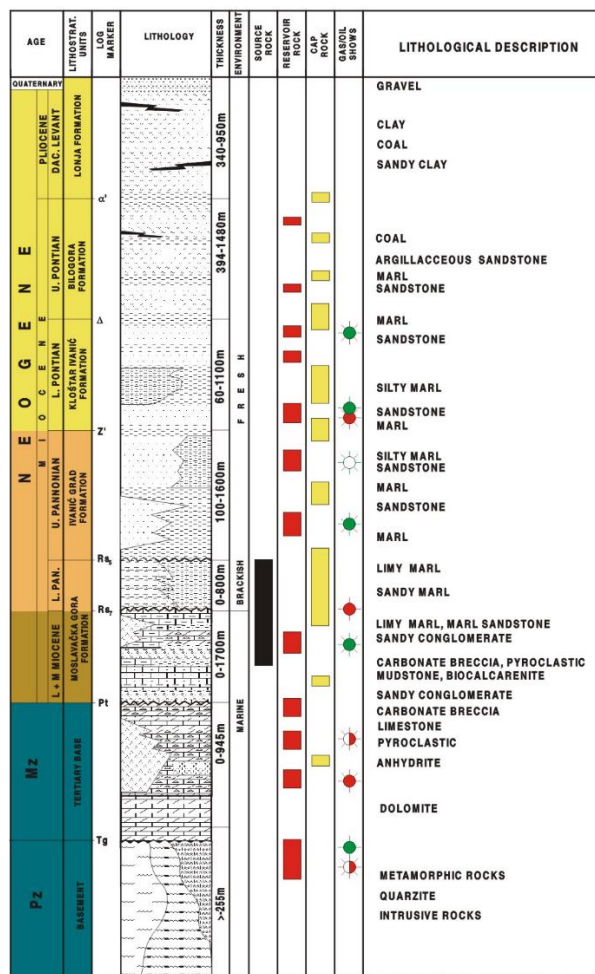 AGE
LITHOSTRAT. UNITS
LOG MARKER
LITHOLOGY
THICKNESS
ENVIRONMENT
SOURCE ROCK
RESERVOIR ROCK
CAP ROCK
GAS/OIL SHOWS
LITHOLOGICAL DESCRIPTION
QUATERNARY
NEOGENE
MIOCENE
PLIOCENE
DAC. LEVANT
LONJA FORMATION
340-950m
α'
U. PONTIAN
BILOGORA FORMATION
394-1480m
Δ
L. PONTIAN
KLOŠTAR IVANIĆ FORMATION
60-1100m
Z'
U. PANNONIAN
IVANIĆ GRAD FORMATION
100-1600m
Rs5
L. PAN.
0-800m
Rs7
L + M MIOCENE
MOSLAVAČKA GORA FORMATION
0-1700m
Pt
Mz
TERTIARY BASE
0-945m
Tg
Pz
BASEMENT
>-255m
FRESH
BRACKISH
MARINE
GRAVEL
CLAY
COAL
SANDY CLAY
COAL
ARGILLACCEOUS SANDSTONE
MARL
SANDSTONE
MARL
SANDSTONE
SILTY MARL
SANDSTONE
MARL
SILTY MARL
SANDSTONE
MARL
SANDSTONE
MARL
LIMY MARL
SANDY MARL
LIMY MARL, MARL SANDSTONE
SANDY CONGLOMERATE
CARBONATE BRECCIA, PYROCLASTIC
MUDSTONE, BIOCALCARENITE
SANDY CONGLOMERATE
CARBONATE BRECCIA
LIMESTONE
PYROCLASTIC
ANHYDRITE
DOLOMITE
METAMORPHIC ROCKS
QUARZITE
INTRUSIVE ROCKS